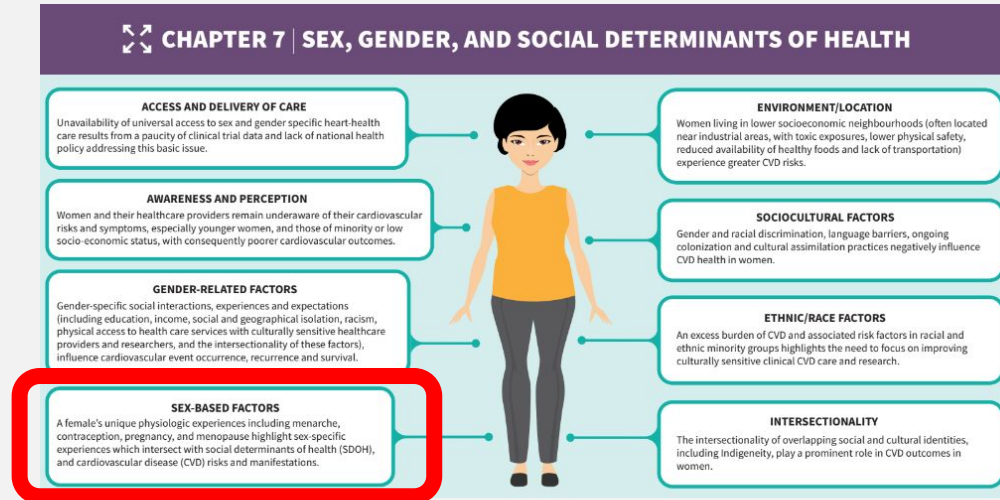 CHAPTER 7 | SEX, GENDER, AND SOCIAL DETERMINANTS OF HEALTH
ACCESS AND DELIVERY OF CARE
Unavailability of universal access to sex and gender specific heart-health
care results from a paucity of clinical trial data and lack of national health
policy addressing this basic issue.
AWARENESS AND PERCEPTION
Women and their healthcare providers remain underaware of their cardiovascular
risks and symptoms, especially younger women, and those of minority or low
socio-economic status, with consequently poorer cardiovascular outcomes.
GENDER-RELATED FACTORS
Gender-specific social interactions, experiences and expectations
(including education, income, social and geographical isolation, racism,
physical access to health care services with culturally sensitive healthcare
providers and researchers, and the intersectionality of these factors),
influence cardiovascular event occurrence, recurrence and survival.
SEX-BASED FACTORS
A female's unique physiologic experiences including menarche,
contraception, pregnancy, and menopause highlight sex-specific
experiences which intersect with social determinants of health (SDOH),
and cardiovascular disease (CVD) risks and manifestations.
ENVIRONMENT/LOCATION
Women living in lower socioeconomic neighbourhoods (often located
near industrial areas, with toxic exposures, lower physical safety,
reduced availability of healthy foods and lack of transportation)
experience greater CVD risks.
SOCIOCULTURAL FACTORS
Gender and racial discrimination, language barriers, ongoing
colonization and cultural assimilation practices negatively influence
CVD health in women.
ETHNIC/RACE FACTORS
An excess burden of CVD and associated risk factors in racial and
ethnic minority groups highlights the need to focus on improving
culturally sensitive clinical CVD care and research.
INTERSECTIONALITY
The intersectionality of overlapping social and cultural identities,
including Indigeneity, play a prominent role in CVD outcomes in
women.